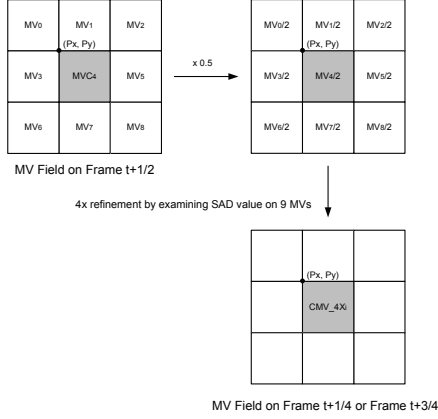 MV0 MV1 MV2
(Px, Py)
MV3 MVC4 MV5
MV6 MV7 MV8
MV Field on Frame t+1/2
x 0.5
MV0/2 MV1/2 MV2/2
(Px, Py)
MV3/2 MV4/2 MV5/2
MV6/2 MV7/2 MV8/2
4x refinement by examining SAD value on 9 MVs
(Px, Py)
CMV_4Xi
MV Field on Frame t+1/4 or Frame t+3/4